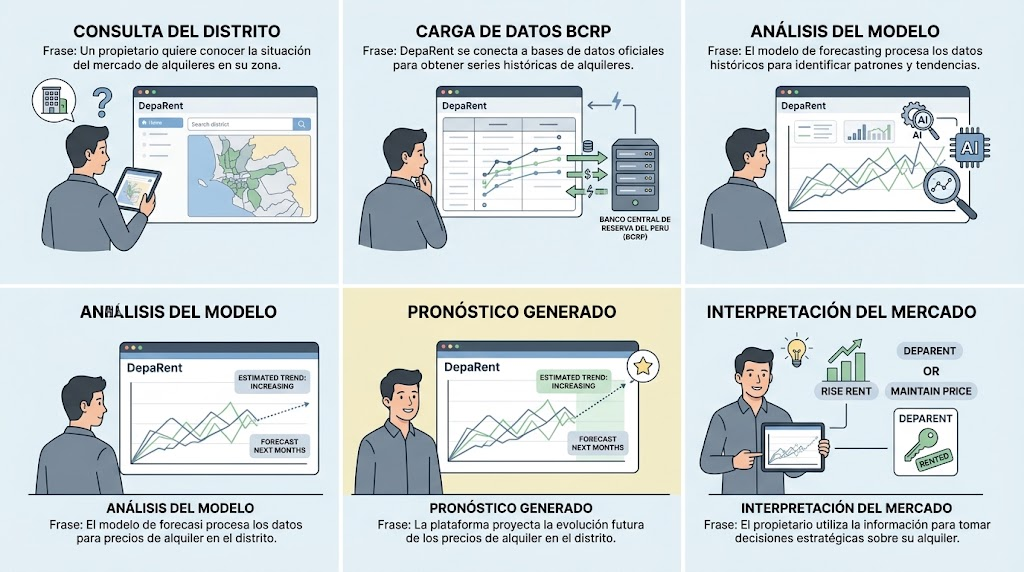 CONSULTA DEL DISTRITO
Frase: Un propietario quiere conocer la situación
del mercado de alquileres en su zona.
?
DepaRent
Home
Search district
CARGA DE DATOS BCRP
Frase: DepaRent se conecta a bases de datos oficiales
para obtener series históricas de alquileres.
DepaRent
$
BANCO CENTRAL DE
RESERVA DEL PERÚ
(BCRP)
ANÁLISIS DEL MODELO
Frase: El modelo de forecasting procesa los datos
históricos para identificar patrones y tendencias.
DepaRent
AI
AI
AI
ANÁLISIS DEL MODELO
DepaRent
ESTIMATED TREND:
INCREASING
FORECAST
NEXT MONTHS
ANÁLISIS DEL MODELO
Frase: El modelo de forecasi procesa los datos
para precios de alquiler en el distrito.
PRONÓSTICO GENERADO
DepaRent
ESTIMATED TREND:
INCREASING
FORECAST
NEXT MONTHS
PRONÓSTICO GENERADO
Frase: La plataforma proyecta la evolución futura
de los precios de alquiler en el distrito.
INTERPRETACIÓN DEL MERCADO
RISE RENT
DEPARENT
OR
MAINTAIN PRICE
DEPARENT
RENTED
INTERPRETACIÓN DEL MERCADO
Frase: El propietario utiliza la información para tomar
decisiones estratégicas sobre su alquiler.